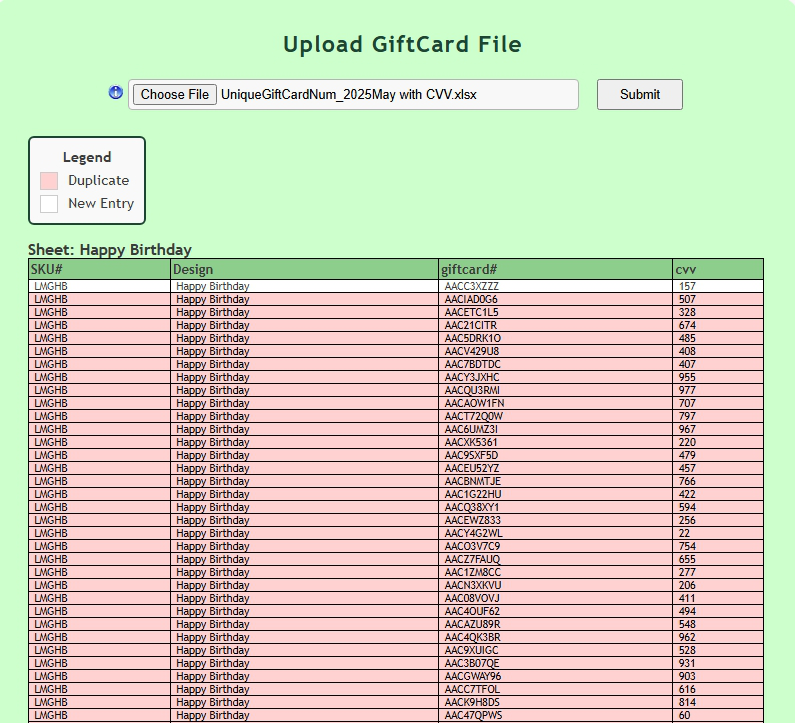 Upload GiftCard File
Choose File UniqueGiftCardNum_2025May with CVV.xlsx Submit
Legend
Duplicate
New Entry
Sheet: Happy Birthday
SKU# Design giftcard# cvv
LMGHB Happy Birthday AACC3XZZZ 157
LMGHB Happy Birthday AACIAD0G6 507
LMGHB Happy Birthday AACETC1L5 328
LMGHB Happy Birthday AAC21CITR 674
LMGHB Happy Birthday AAC5DRK1O 485
LMGHB Happy Birthday AACV429U8 408
LMGHB Happy Birthday AAC7BDTDC 407
LMGHB Happy Birthday AACY3JXHC 955
LMGHB Happy Birthday AACQU3RMI 977
LMGHB Happy Birthday AACAOW1FN 707
LMGHB Happy Birthday AACT72Q0W 797
LMGHB Happy Birthday AAC6UMZ3I 967
LMGHB Happy Birthday AACXK5361 220
LMGHB Happy Birthday AAC9SXF5D 479
LMGHB Happy Birthday AACEU52YZ 457
LMGHB Happy Birthday AACBNMTJE 766
LMGHB Happy Birthday AAC1G22HU 422
LMGHB Happy Birthday AACQ38XY1 594
LMGHB Happy Birthday AACEWZ833 256
LMGHB Happy Birthday AACY4G2WL 22
LMGHB Happy Birthday AACO3V7C9 754
LMGHB Happy Birthday AACZ7FAUQ 655
LMGHB Happy Birthday AAC1ZM8CC 277
LMGHB Happy Birthday AACN3XKVU 206
LMGHB Happy Birthday AAC08VOVJ 411
LMGHB Happy Birthday AAC4OUF62 494
LMGHB Happy Birthday AACAZU89R 548
LMGHB Happy Birthday AAC4QK3BR 962
LMGHB Happy Birthday AAC9XUIGC 528
LMGHB Happy Birthday AAC3B07QE 931
LMGHB Happy Birthday AACGWAY96 903
LMGHB Happy Birthday AACC7TFOL 616
LMGHB Happy Birthday AACK9H8DS 814
LMGHB Happy Birthday AAC47QPWS 60